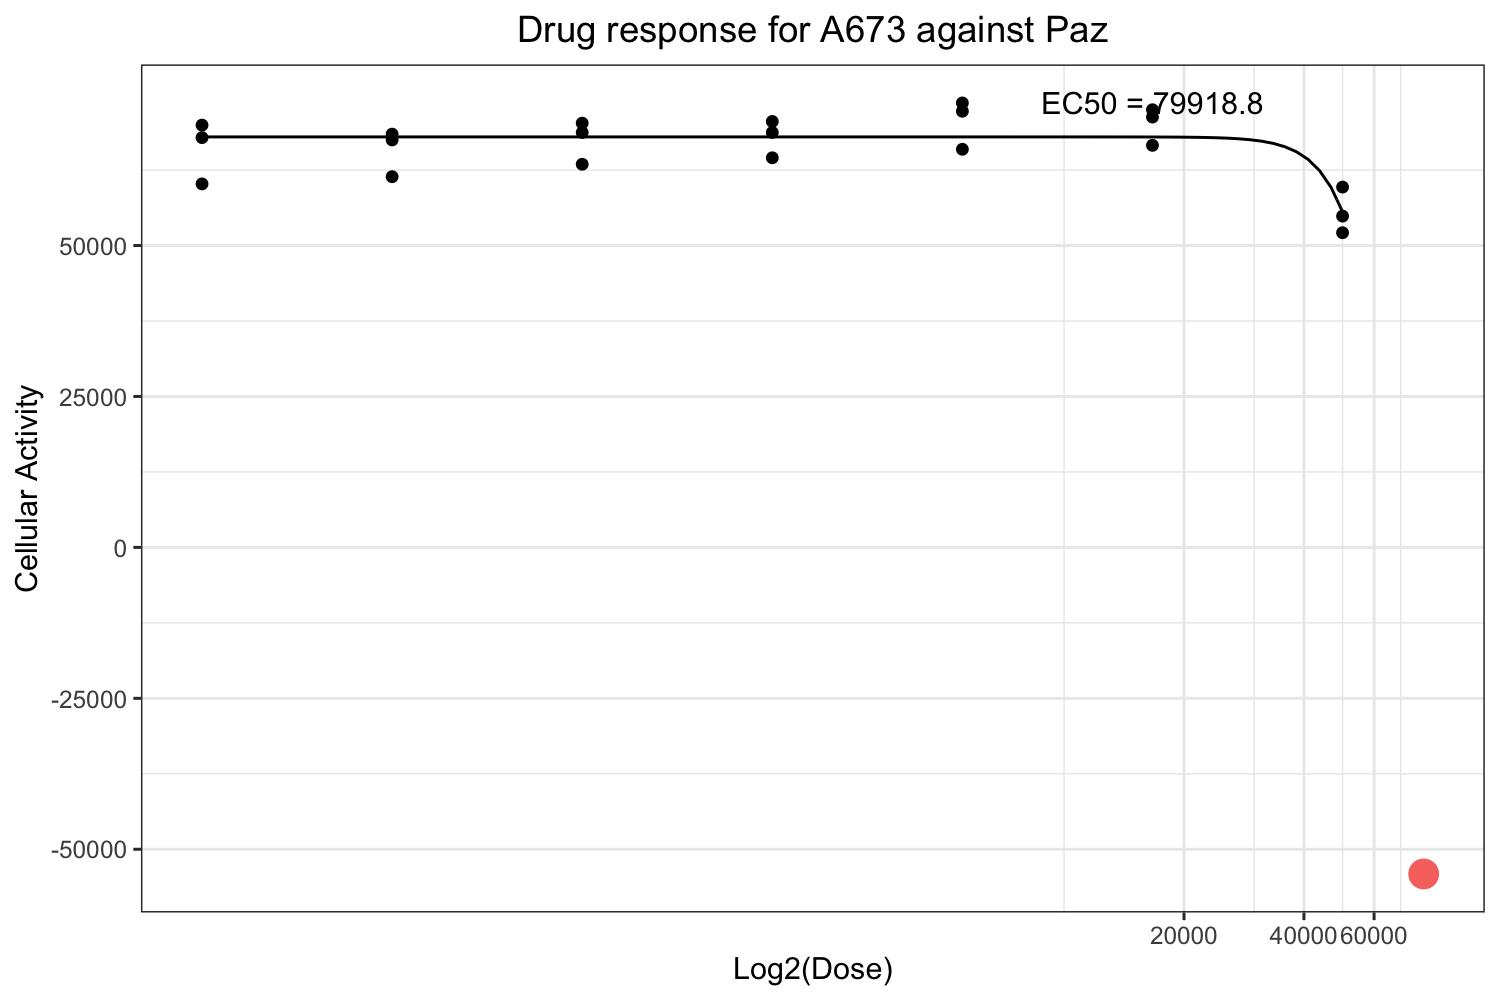 Drug response for A673 against Paz
EC50 = 79918.8
50000
25000
0
-25000
-50000
Cellular Activity
20000
40000
60000
Log2(Dose)